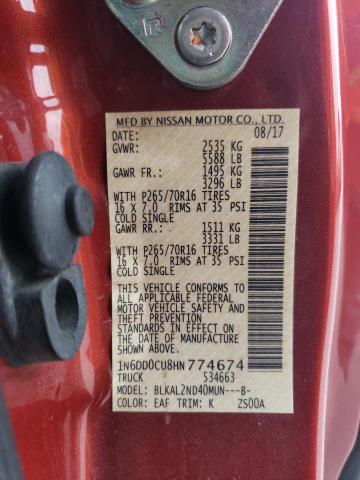 MFD BY NISSAN MOTOR CO., LTD.
DATE: 08/17
GVWR: 2535 KG
5588 LB
GAWR FR.: 1495 KG
3296 LB
WITH P265/70R16 TIRES
16 X 7.0 RIMS AT 35 PSI
COLD SINGLE
GAWR RR.: 1511 KG
3331 LB
WITH P265/70R16 TIRES
16 X 7.0 RIMS AT 35 PSI
COLD SINGLE
THIS VEHICLE CONFORMS TO
ALL APPLICABLE FEDERAL
MOTOR VEHICLE SAFETY
STANDARDS IN EFFECT ON
THE DATE OF MANUFACTURE
SHOWN ABOVE.
1N6DD0CU8HN774674
TRUCK 534663
MODEL: BLKAL2ND40MUN---B-
COLOR: EAF TRIM: K ZS00A